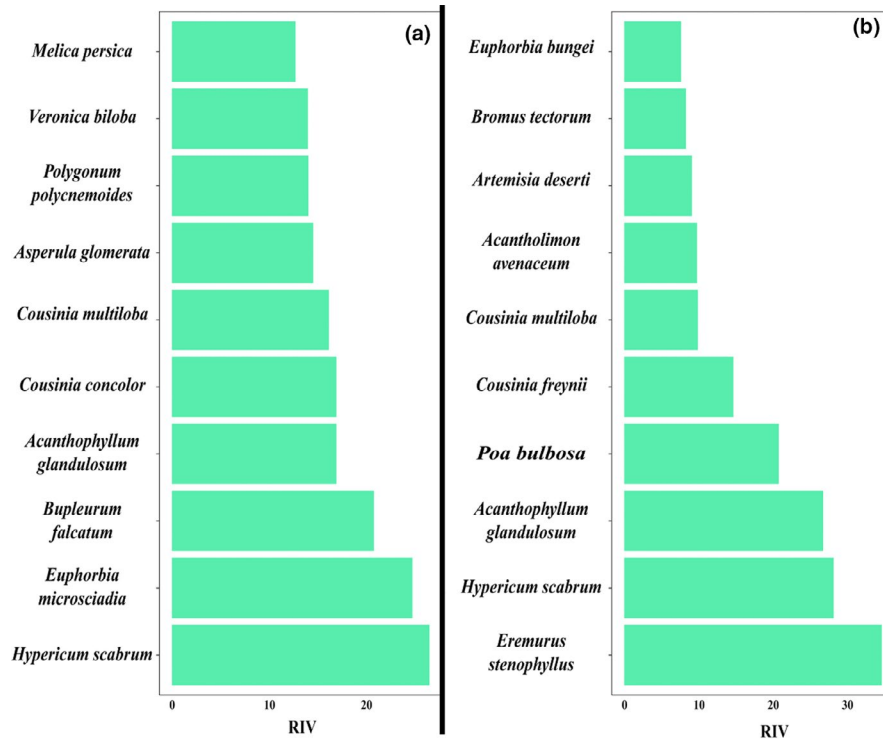 (a)
Melica persica
Veronica biloba
Polygonum
polycnemoides
Asperula glomerata
Cousinia multiloba
Cousinia concolor
Acanthophyllum
glandulosum
Bupleurum
falcatum
Euphorbia
microsciadia
Hypericum scabrum
0 10 20
RIV
(b)
Euphorbia bungei
Bromus tectorum
Artemisia deserti
Acantholimon
avenaceum
Cousinia multiloba
Cousinia freynii
Poa bulbosa
Acanthophyllum
glandulosum
Hypericum scabrum
Eremurus
stenophyllus
0 10 20 30
RIV